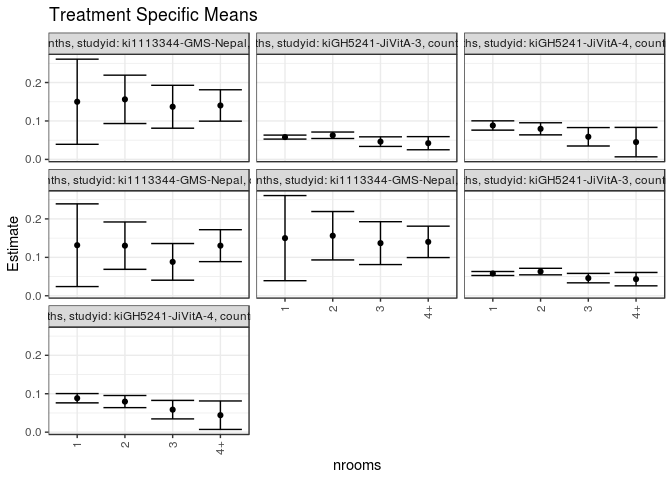 Treatment Specific Means
nths, studyid: ki1113344-GMS-Nepal,
ths, studyid: kiGH5241-JiVitA-3, count
ths, studyid: kiGH5241-JiVitA-4, count
0.2
0.1
0.0
nths, studyid: ki1113344-GMS-Nepal,
nths, studyid: ki1113344-GMS-Nepal,
ths, studyid: kiGH5241-JiVitA-3, count
0.2
0.1
0.0
1
2
3
4+
1
2
3
4+
ths, studyid: kiGH5241-JiVitA-4, count
0.2
0.1
0.0
1
2
3
4+
Estimate
nrooms